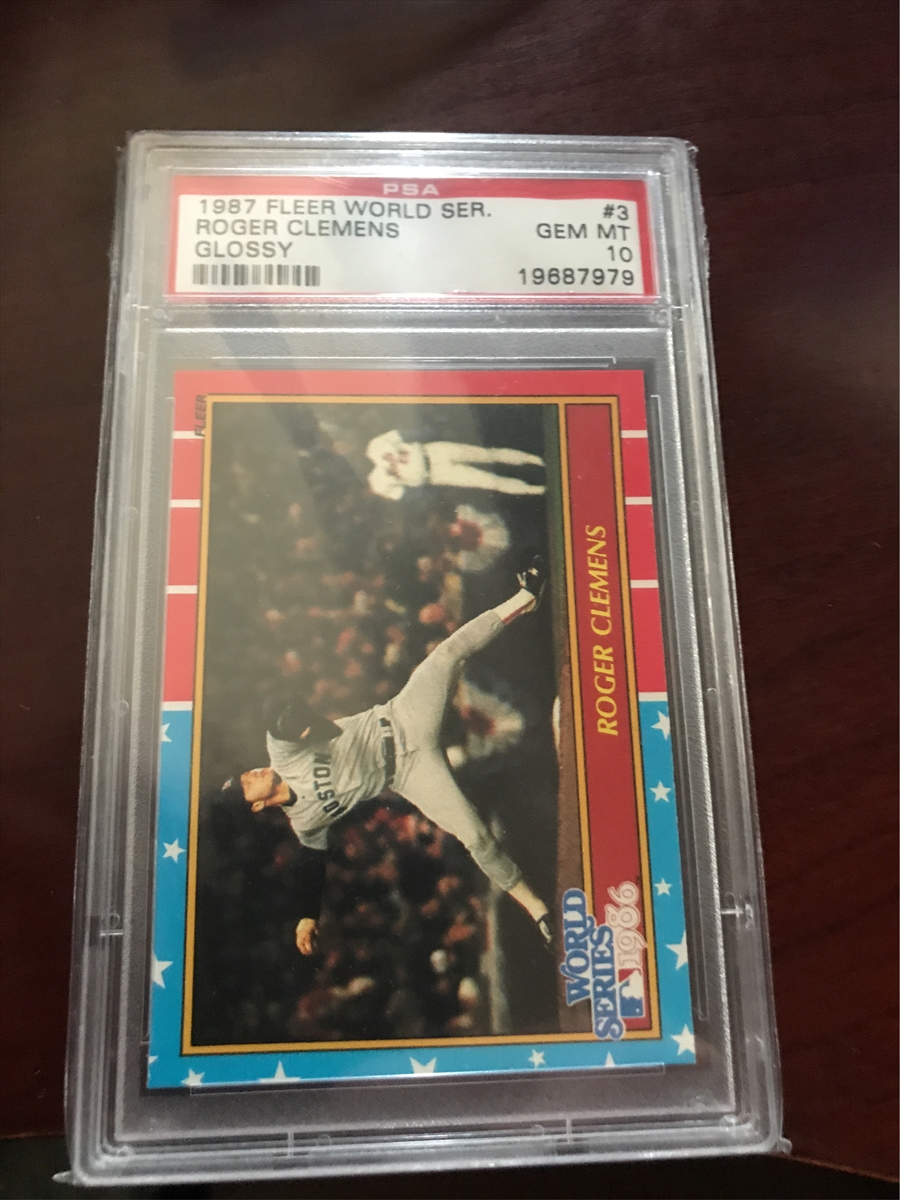 PSA
1987 FLEER WORLD SER. #3
ROGER CLEMENS GEM MT
GLOSSY 10
19687979
FLEER
BOSTON
ROGER CLEMENS
WORLD
SERIES
1986